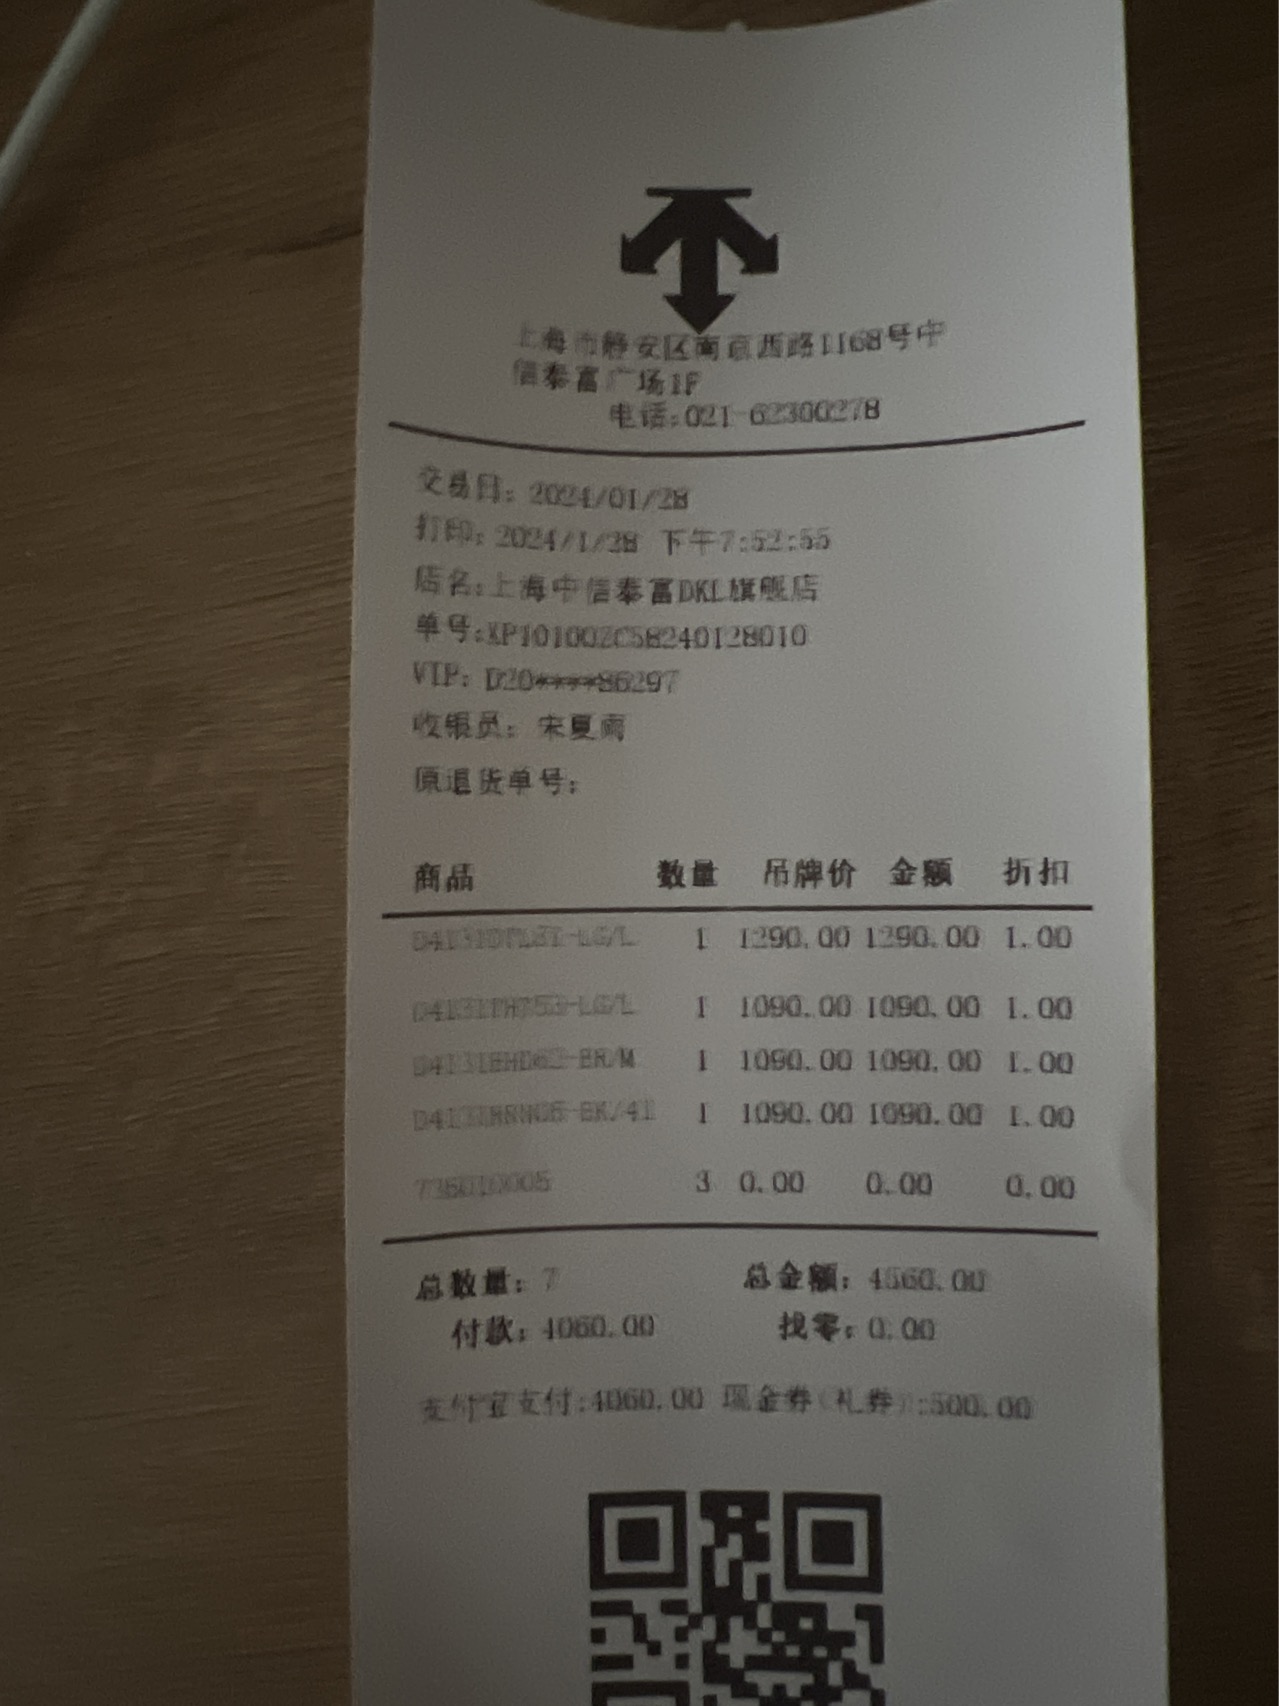 上海市静安区南京西路1168号中
信泰富广场1F
电话:021-62300278
交易日: 2024/01/28
打印: 2024/1/28 下午7:52:55
店名:上海中信泰富DKL旗舰店
单号:XP10100ZC58240128010
VIP: D20****86297
收银员: 宋夏雨
原退货单号:
商品 数量 吊牌价 金额 折扣
1 1290.00 1290.00 1.00
1 1090.00 1090.00 1.00
1 1090.00 1090.00 1.00
1 1090.00 1090.00 1.00
3 0.00 0.00 0.00
总数量: 7 总金额: 4560.00
付款: 4060.00 找零: 0.00
支付宝支付:4060.00 现金券(礼券):500.00